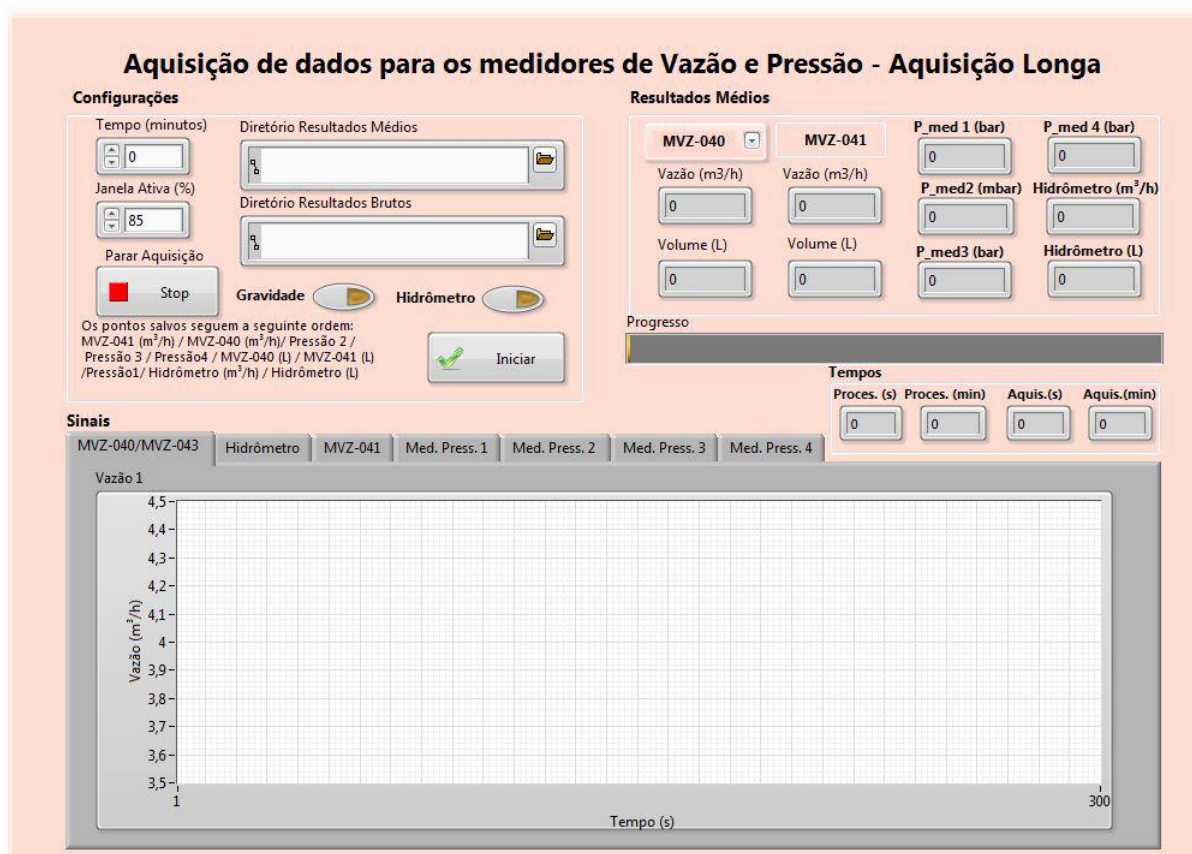 Aquisição de dados para os medidores de Vazão e Pressão - Aquisição Longa
Configurações
Tempo (minutos)
0
Janela Ativa (%)
85
Parar Aquisição
Stop
Diretório Resultados Médios
Diretório Resultados Brutos
Gravidade
Hidrômetro
Os pontos salvos seguem a seguinte ordem:
MVZ-041 (m³/h) / MVZ-040 (m³/h)/ Pressão 2 /
Pressão 3 / Pressão4 / MVZ-040 (L) / MVZ-041 (L)
/Pressão1/ Hidrômetro (m³/h) / Hidrômetro (L)
Iniciar
Resultados Médios
MVZ-040
MVZ-041
Vazão (m3/h)
0
Vazão (m3/h)
0
Volume (L)
0
Volume (L)
0
P_med 1 (bar)
0
P_med 4 (bar)
0
P_med2 (mbar)
0
Hidrômetro (m³/h)
0
P_med3 (bar)
0
Hidrômetro (L)
0
Progresso
Tempos
Proces. (s)
0
Proces. (min)
0
Aquis.(s)
0
Aquis.(min)
0
Sinais
MVZ-040/MVZ-043
Hidrômetro
MVZ-041
Med. Press. 1
Med. Press. 2
Med. Press. 3
Med. Press. 4
Vazão 1
Vazão (m³/h)
4,5
4,4
4,3
4,2
4,1
4
3,9
3,8
3,7
3,6
3,5
1
300
Tempo (s)